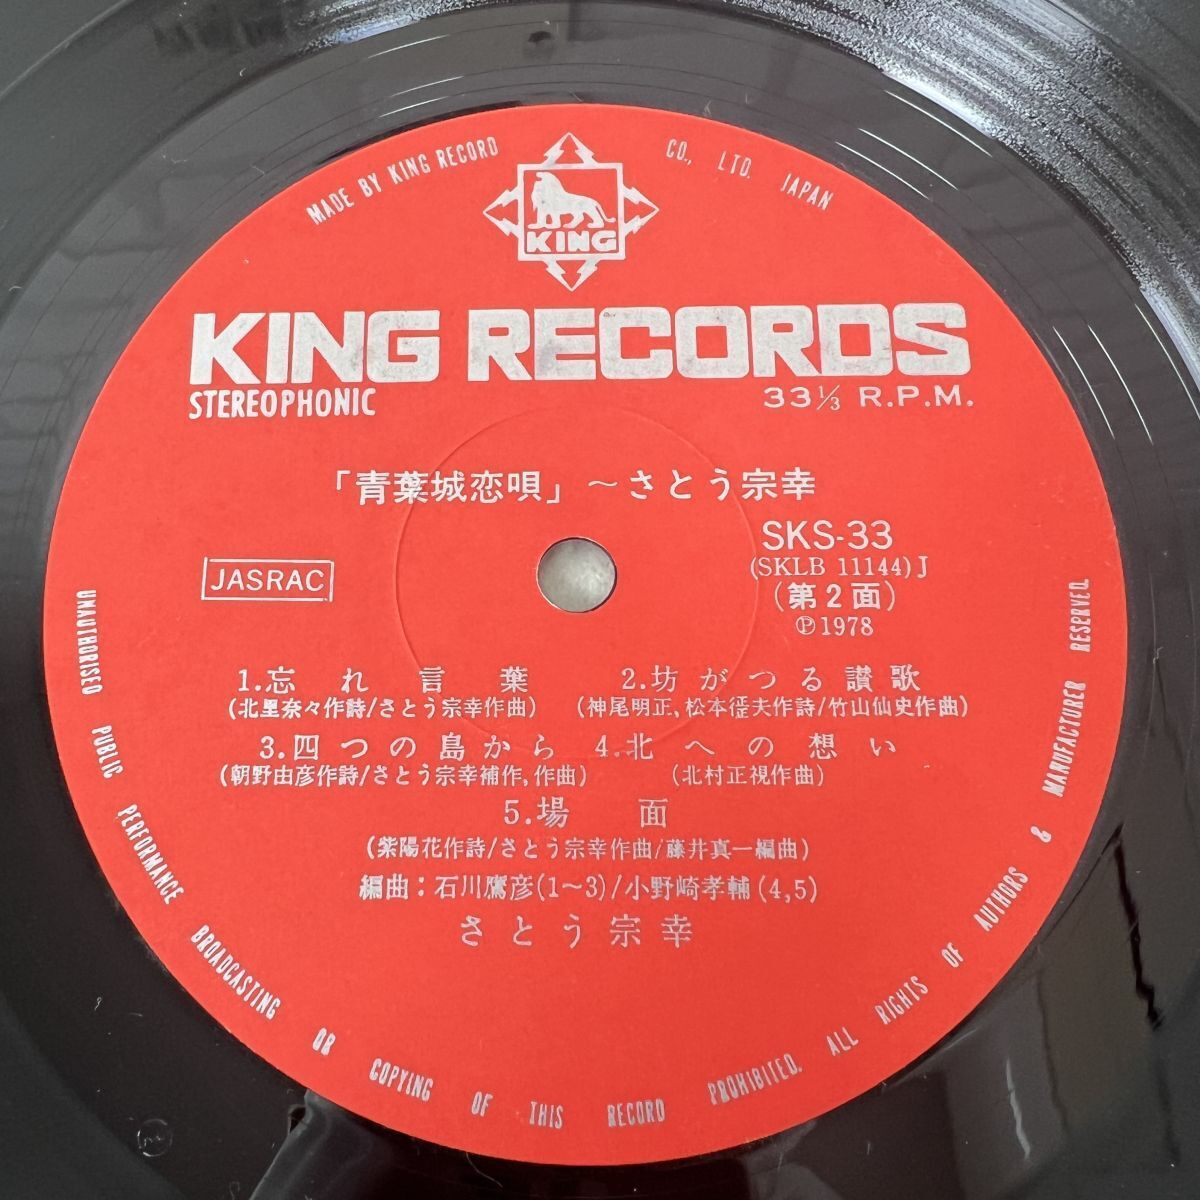 MADE BY KING RECORD CO., LTD. JAPAN
KING
KING RECORDS
STEREOPHONIC
33⅓ R.P.M.
「青葉城恋唄」〜さとう宗幸
SKS-33
(SKLB 11144)J
JASRAC
(第2面)
Ⓟ1978
1.忘れ言葉 2.坊がつる讃歌
(北里奈々作詩/さとう宗幸作曲) (神尾明正,松本徰夫作詩/竹山仙史作曲)
3.四つの島から 4.北への想い
(朝野由彦作詩/さとう宗幸補作,作曲) (北村正視作曲)
5.場面
(紫陽花作詩/さとう宗幸作曲/藤井真一編曲)
編曲:石川鷹彦(1〜3)/小野崎孝輔(4,5)
さとう宗幸
UNAUTHORISED PUBLIC PERFORMANCE BROADCASTING OR COPYING OF THIS RECORD PROHIBITED. ALL RIGHTS OF AUTHORS & MANUFACTURER RESERVED.